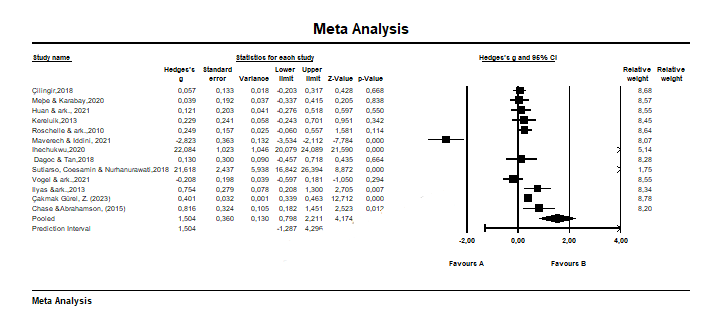 Meta Analysis
Study name Statistics for each study Hedges's g and 95% CI
Hedges's Standard Lower Upper Relative Relative
g error Variance limit limit Z-Value p-Value weight weight
Çilingir,2018 0,057 0,133 0,018 -0,203 0,317 0,428 0,668 8,68
Meþe & Karabay,2020 0,039 0,192 0,037 -0,337 0,415 0,205 0,838 8,57
Huan & ark., 2021 0,121 0,203 0,041 -0,276 0,518 0,597 0,550 8,55
Kereluik,2013 0,229 0,241 0,058 -0,243 0,701 0,951 0,342 8,45
Roschelle & ark.,2010 0,249 0,157 0,025 -0,060 0,557 1,581 0,114 8,64
Maverech & Iddini, 2021 -2,823 0,363 0,132 -3,534 -2,112 -7,784 0,000 8,07
Ihechukwu,2020 22,084 1,023 1,046 20,079 24,089 21,590 0,000 5,14
Dagoc & Tan,2018 0,130 0,300 0,090 -0,457 0,718 0,435 0,664 8,28
Sutiarso, Coesamin & Nurhanurawati,2018 21,618 2,437 5,938 16,842 26,394 8,872 0,000 1,75
Vogel & ark.,2021 -0,208 0,198 0,039 -0,597 0,181 -1,050 0,294 8,55
Ilyas &ark.,2013 0,754 0,279 0,078 0,208 1,300 2,705 0,007 8,34
Çakmak Gürel, Z. (2023) 0,401 0,032 0,001 0,339 0,463 12,712 0,000 8,78
Chase &Abrahamson, (2015) 0,816 0,324 0,105 0,182 1,451 2,523 0,012 8,20
Pooled 1,504 0,360 0,130 0,798 2,211 4,174
Prediction Interval 1,504 -1,287 4,296
-2,00 0,00 2,00 4,00
Favours A Favours B
Meta Analysis